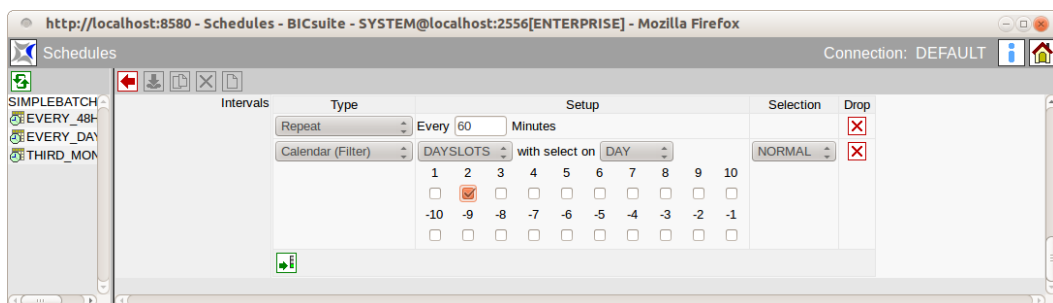 http://localhost:8580 - Schedules - BICsuite - SYSTEM@localhost:2556[ENTERPRISE] - Mozilla Firefox
Schedules Connection: DEFAULT
SIMPLEBATCH
EVERY_48H
EVERY_DAY
THIRD_MON
Intervals Type Setup Selection Drop
Repeat Every 60 Minutes
Calendar (Filter) DAYSLOTS with select on DAY NORMAL
1 2 3 4 5 6 7 8 9 10
-10 -9 -8 -7 -6 -5 -4 -3 -2 -1